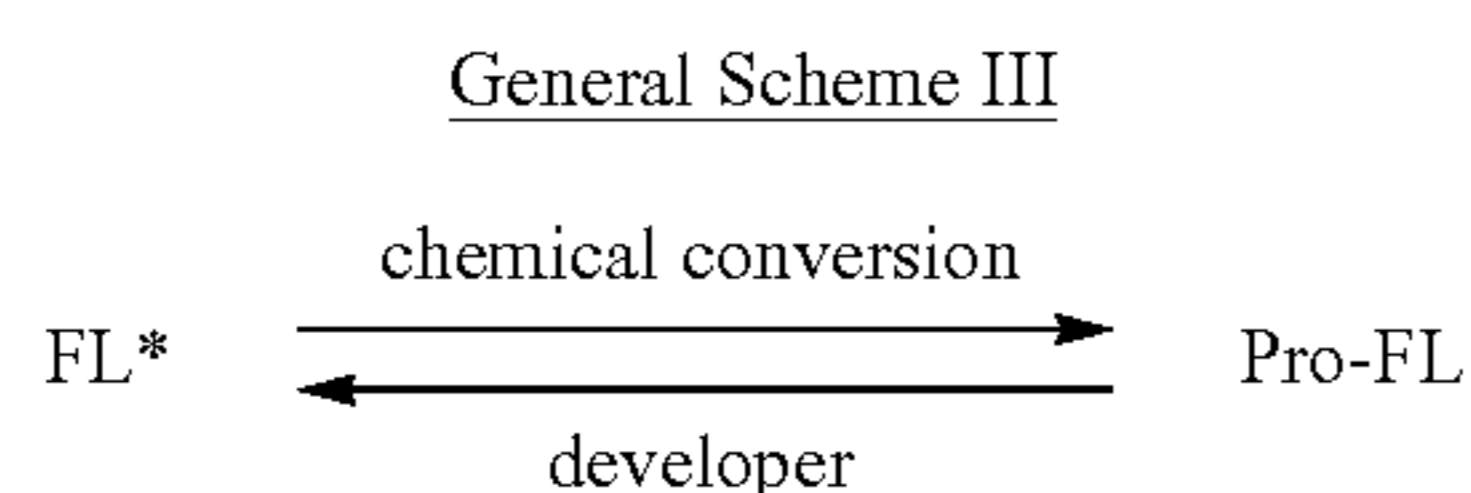 General Scheme III
chemical conversion
FL* Pro-FL
developer